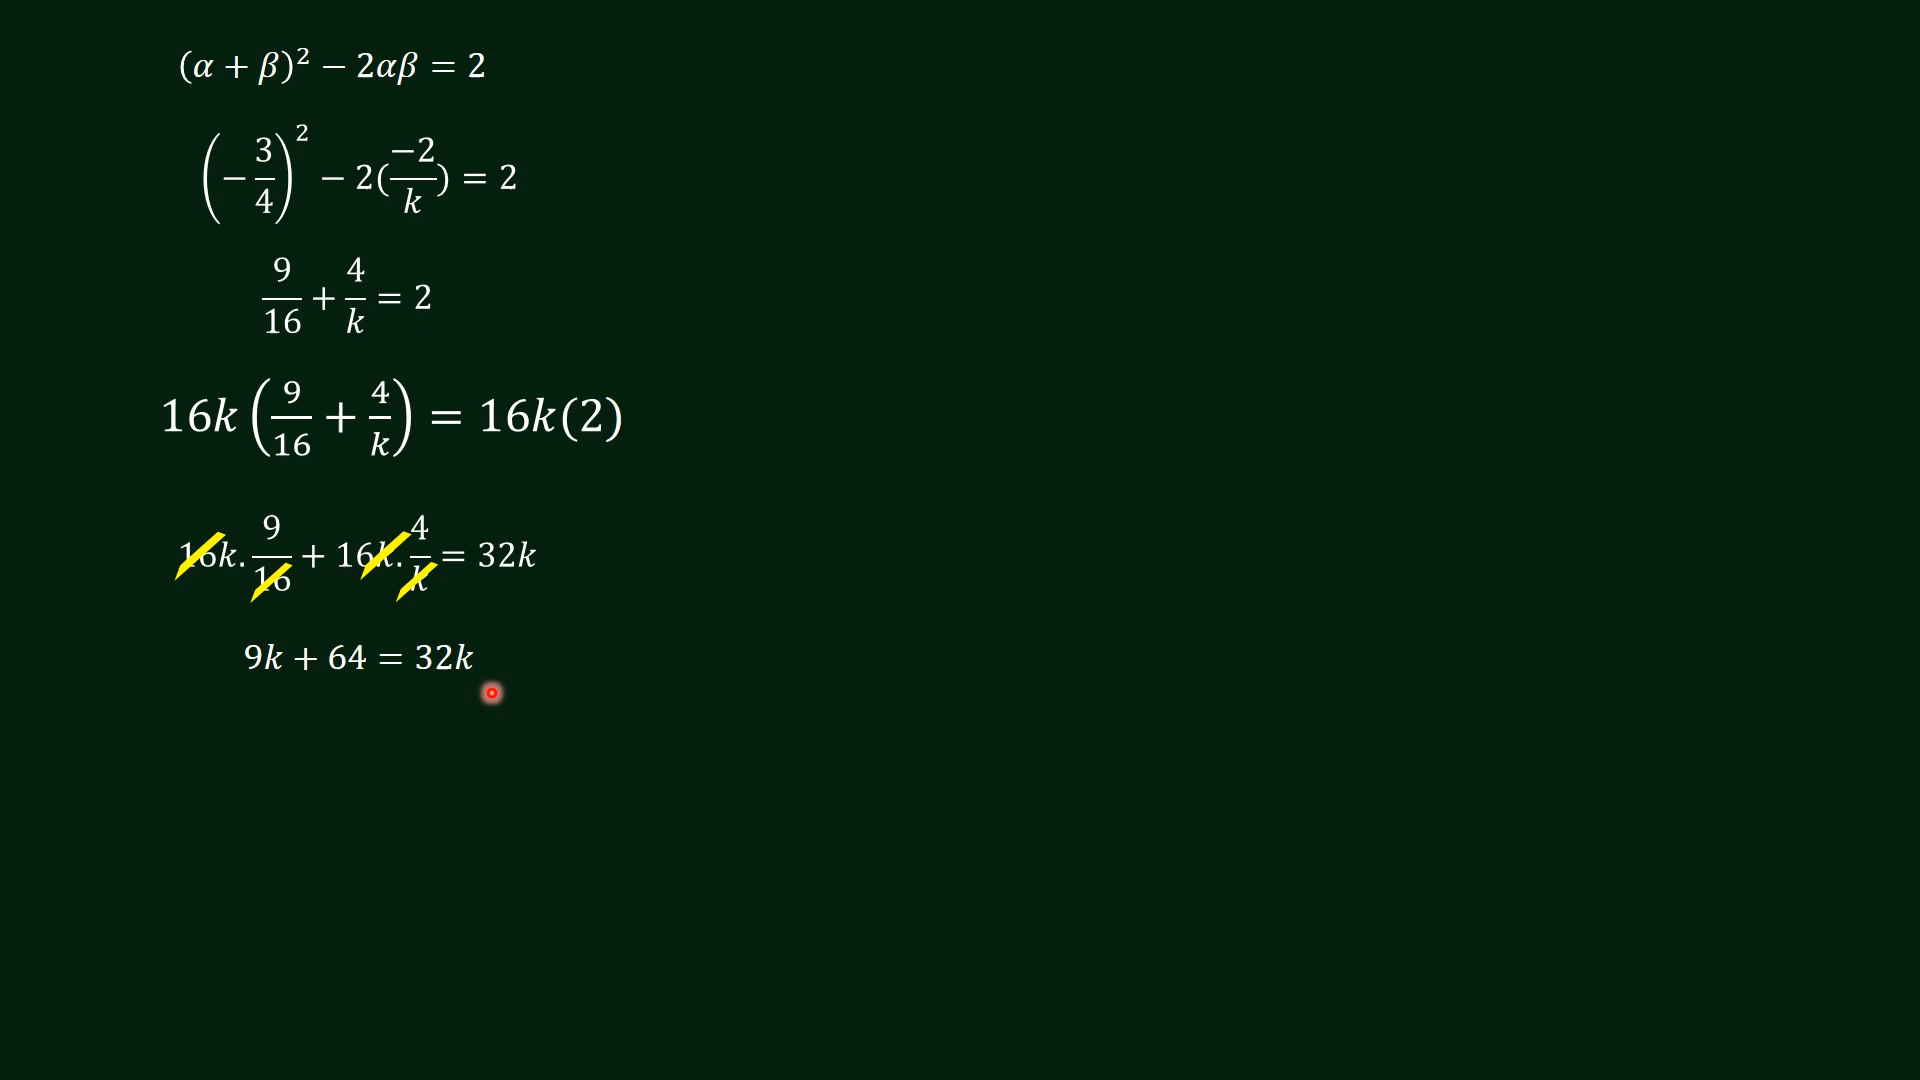 (α + β)² − 2αβ = 2
(−3/4)² − 2(−2/k) = 2
9/16 + 4/k = 2
16k(9/16 + 4/k) = 16k(2)
16k.9/16 + 16k.4/k = 32k
9k + 64 = 32k